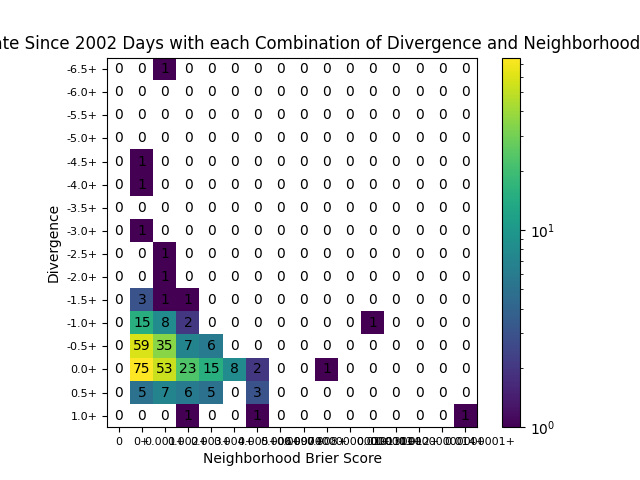 te Since 2002 Days with each Combination of Divergence and Neighborhood
-6.5+ 0 0 1 0 0 0 0 0 0 0 0 0 0 0 0 0
-6.0+ 0 0 0 0 0 0 0 0 0 0 0 0 0 0 0 0
-5.5+ 0 0 0 0 0 0 0 0 0 0 0 0 0 0 0 0
-5.0+ 0 0 0 0 0 0 0 0 0 0 0 0 0 0 0 0
-4.5+ 0 1 0 0 0 0 0 0 0 0 0 0 0 0 0 0
-4.0+ 0 1 0 0 0 0 0 0 0 0 0 0 0 0 0 0
-3.5+ 0 0 0 0 0 0 0 0 0 0 0 0 0 0 0 0
-3.0+ 0 1 0 0 0 0 0 0 0 0 0 0 0 0 0 0
-2.5+ 0 0 1 0 0 0 0 0 0 0 0 0 0 0 0 0
-2.0+ 0 0 1 0 0 0 0 0 0 0 0 0 0 0 0 0
-1.5+ 0 3 1 1 0 0 0 0 0 0 0 0 0 0 0 0
-1.0+ 0 15 8 2 0 0 0 0 0 0 0 1 0 0 0 0
-0.5+ 0 59 35 7 6 0 0 0 0 0 0 0 0 0 0 0
0.0+ 0 75 53 23 15 8 2 0 0 1 0 0 0 0 0 0
0.5+ 0 5 7 6 5 0 3 0 0 0 0 0 0 0 0 0
1.0+ 0 0 0 1 0 0 1 0 0 0 0 0 0 0 0 1
Divergence
0 0+
Neighborhood Brier Score
10¹
10⁰